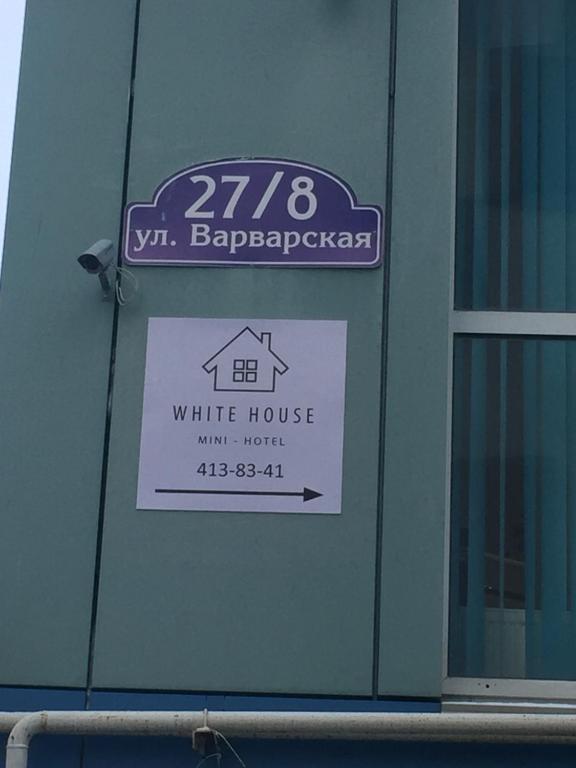 27/8
ул. Варварская
WHITE HOUSE
MINI - HOTEL
413-83-41